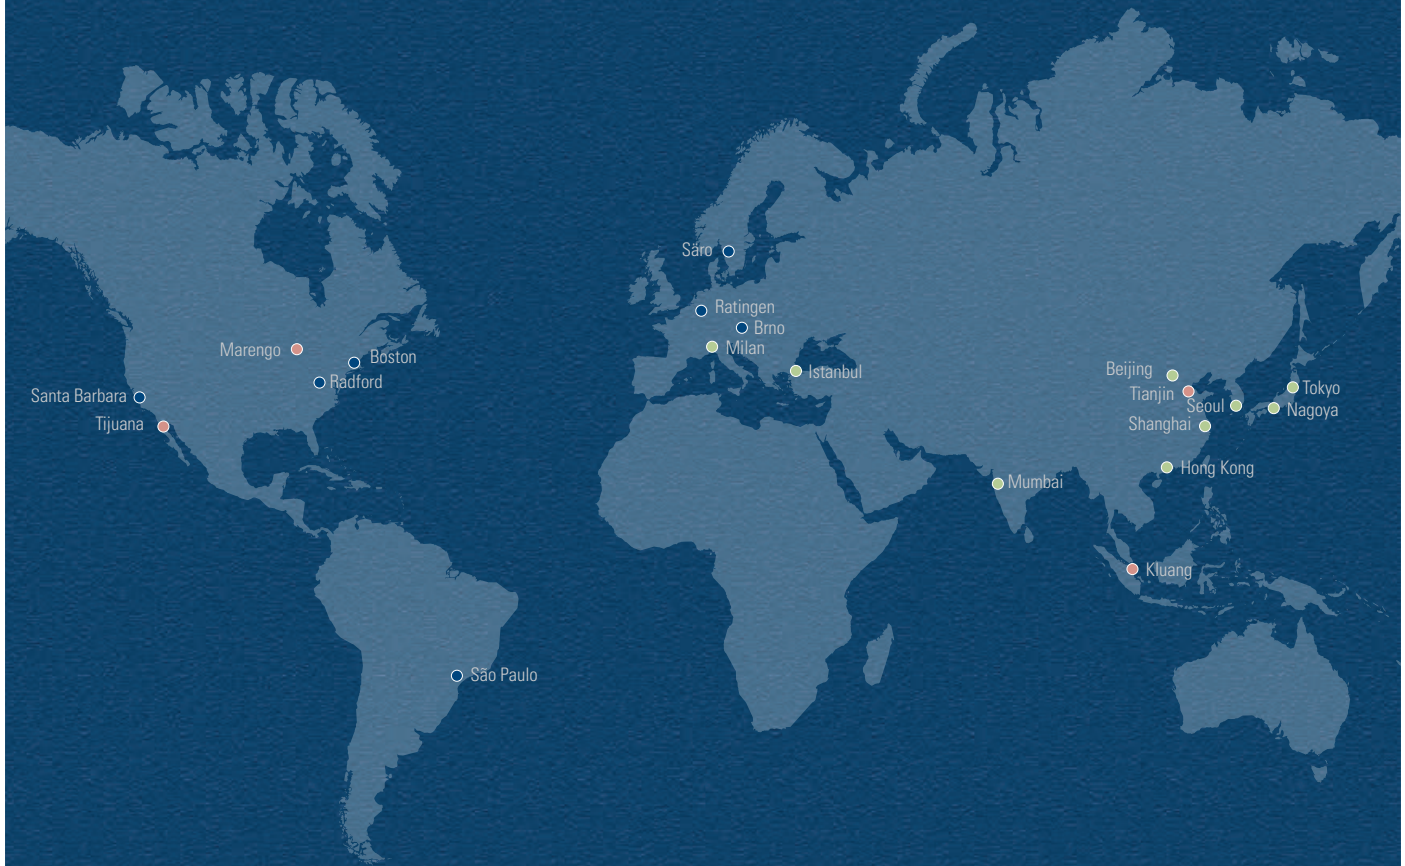 Säro
Ratingen
Brno
Milan
Istanbul
Marengo
Boston
Radford
Santa Barbara
Tijuana
Beijing
Tianjin
Seoul
Tokyo
Nagoya
Shanghai
Hong Kong
Mumbai
Kluang
São Paulo